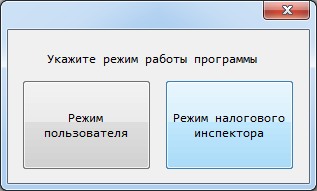 Укажите режим работы программы
Режим
пользователя
Режим налогового
инспектора